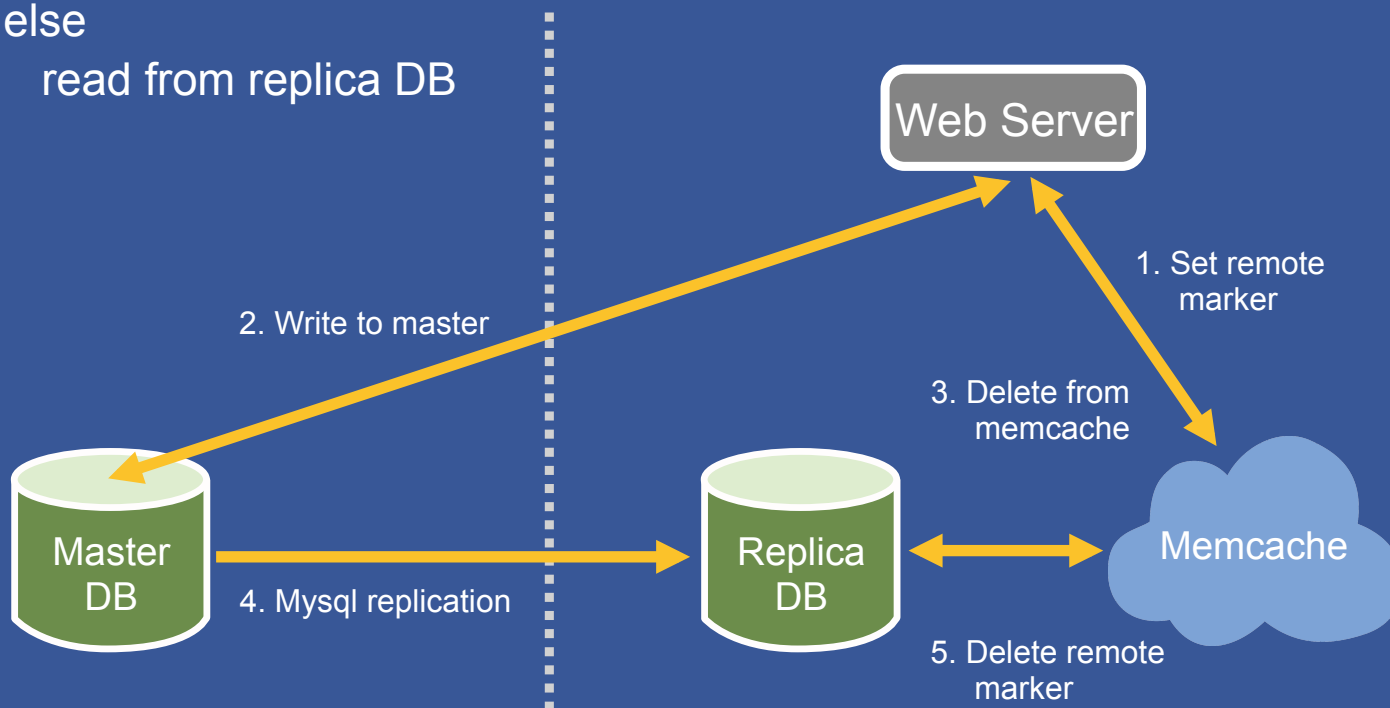 else
read from replica DB
Web Server
1. Set remote
marker
2. Write to master
3. Delete from
memcache
Master
DB
Replica
DB
Memcache
4. Mysql replication
5. Delete remote
marker